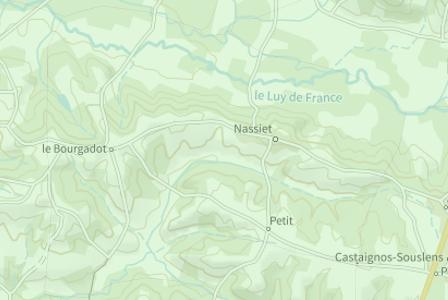 le Luy de France
Nassiet
le Bourgadot
Petit
Castaignos-Souslens
P